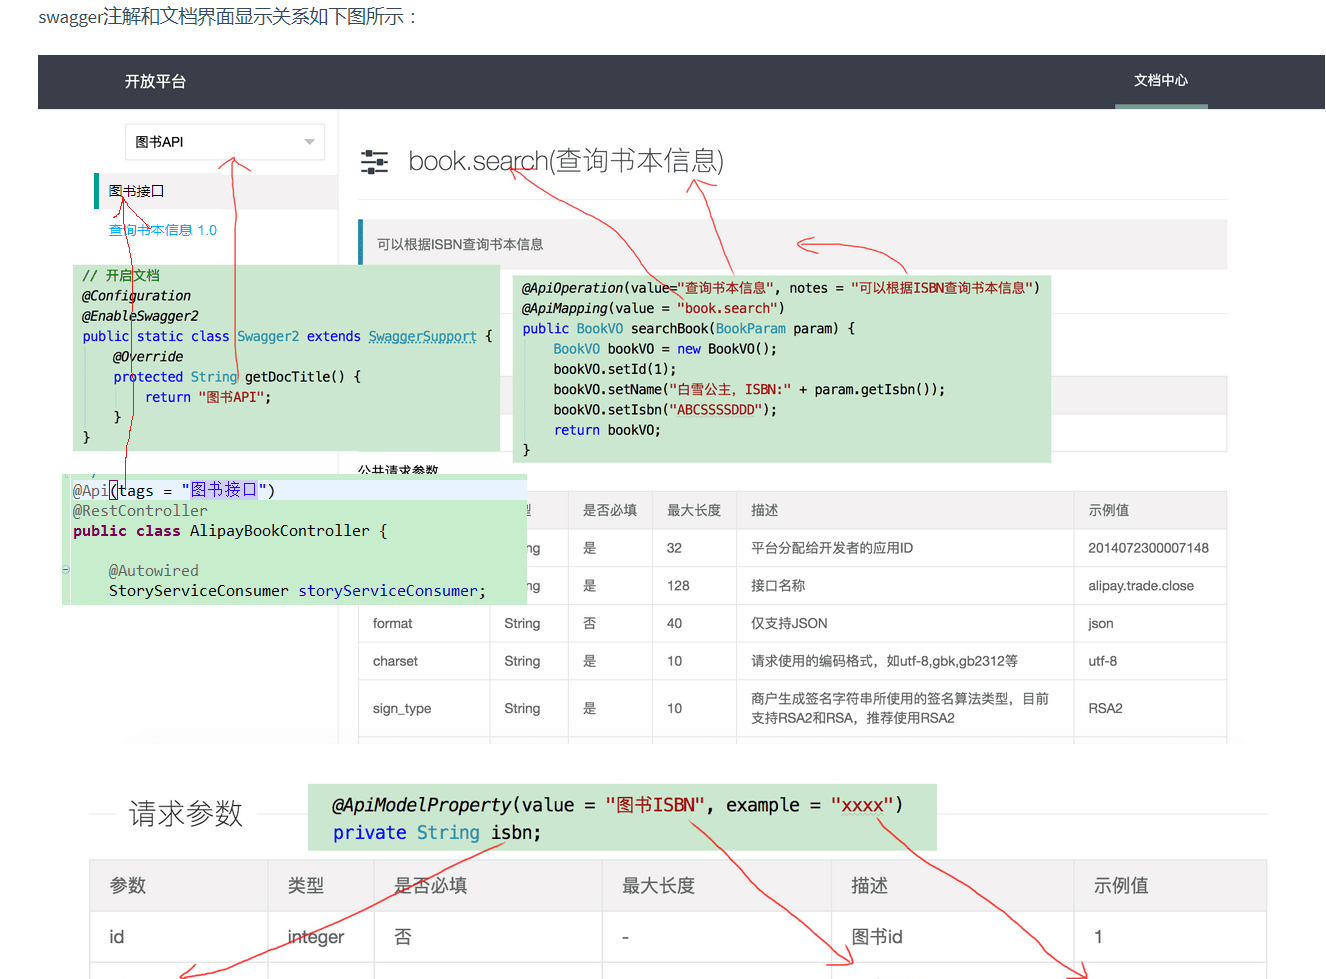 swagger注解和文档界面显示关系如下图所示：
开放平台
文档中心
图书API
图书接口
查询书本信息 1.0
book.search(查询书本信息)
可以根据ISBN查询书本信息
// 开启文档
@Configuration
@EnableSwagger2
public static class Swagger2 extends SwaggerSupport {
@Override
protected String getDocTitle() {
return "图书API";
}
}
@ApiOperation(value="查询书本信息", notes = "可以根据ISBN查询书本信息")
@ApiMapping(value = "book.search")
public BookVO searchBook(BookParam param) {
BookVO bookVO = new BookVO();
bookVO.setId(1);
bookVO.setName("白雪公主，ISBN:" + param.getIsbn());
bookVO.setIsbn("ABCSSSSDDD");
return bookVO;
}
公共请求参数
@Api(tags = "图书接口")
@RestController
public class AlipayBookController {
@Autowired
StoryServiceConsumer storyServiceConsumer;
是否必填 最大长度 描述 示例值
ng 是 32 平台分配给开发者的应用ID 2014072300007148
ng 是 128 接口名称 alipay.trade.close
format String 否 40 仅支持JSON json
charset String 是 10 请求使用的编码格式，如utf-8,gbk,gb2312等 utf-8
sign_type String 是 10 商户生成签名字符串所使用的签名算法类型，目前
支持RSA2和RSA，推荐使用RSA2 RSA2
请求参数
@ApiModelProperty(value = "图书ISBN", example = "xxxx")
private String isbn;
参数 类型 是否必填 最大长度 描述 示例值
id integer 否 - 图书id 1